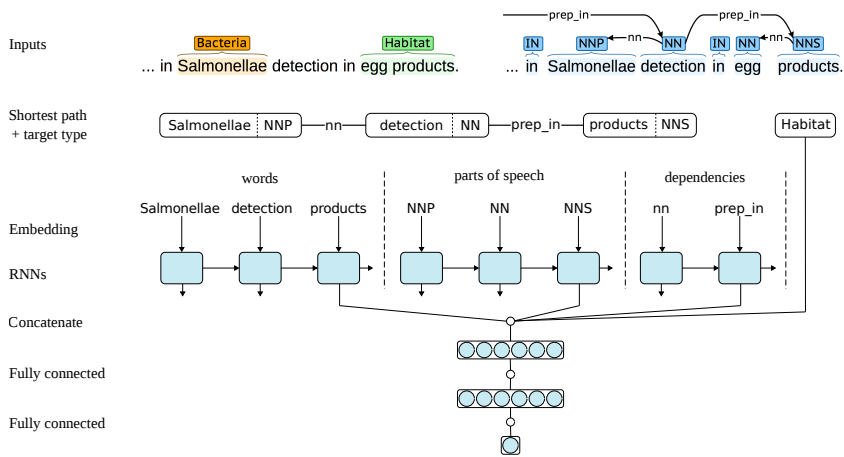 prep_in prep_in
Inputs Bacteria Habitat IN NNP nn NN IN NN nn NNS
... in Salmonellae detection in egg products. ... in Salmonellae detection in egg products.
Shortest path
+ target type
Salmonellae NNP nn detection NN prep_in products NNS Habitat
words parts of speech dependencies
Salmonellae detection products NNP NN NNS nn prep_in
Embedding
RNNs
Concatenate
Fully connected
Fully connected